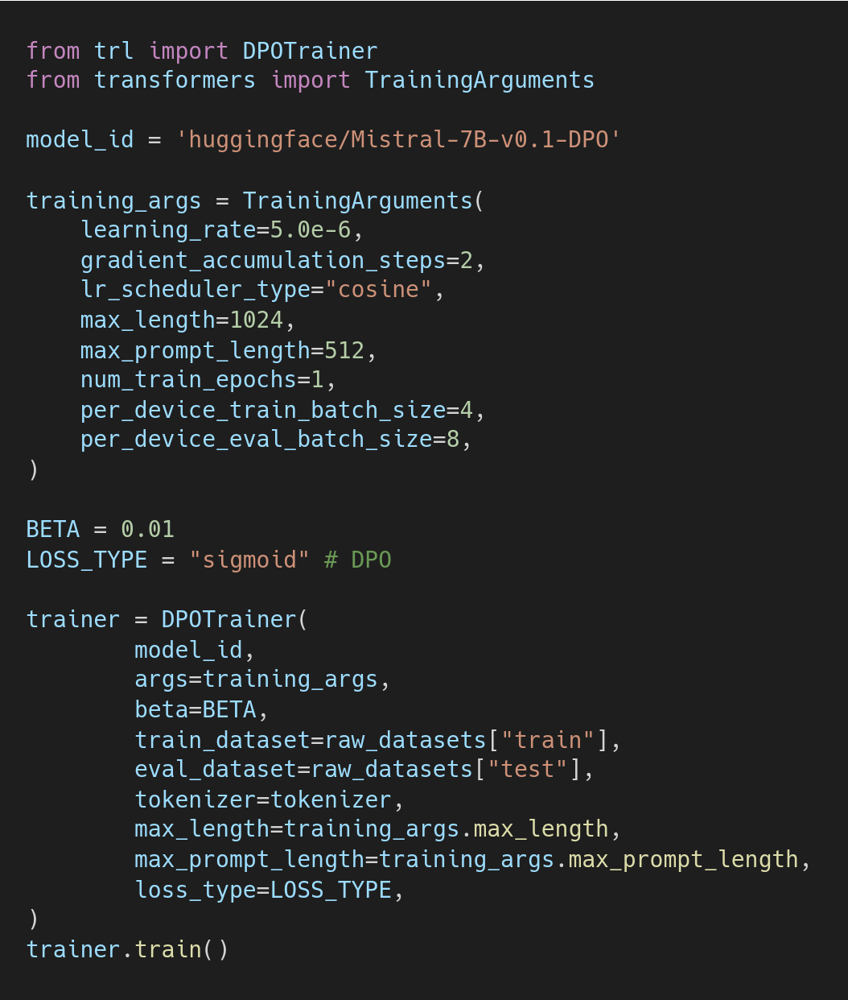 from trl import DPOTrainer
from transformers import TrainingArguments

model_id = 'huggingface/Mistral-7B-v0.1-DPO'

training_args = TrainingArguments(
    learning_rate=5.0e-6,
    gradient_accumulation_steps=2,
    lr_scheduler_type="cosine",
    max_length=1024,
    max_prompt_length=512,
    num_train_epochs=1,
    per_device_train_batch_size=4,
    per_device_eval_batch_size=8,
)

BETA = 0.01
LOSS_TYPE = "sigmoid" # DPO

trainer = DPOTrainer(
        model_id,
        args=training_args,
        beta=BETA,
        train_dataset=raw_datasets["train"],
        eval_dataset=raw_datasets["test"],
        tokenizer=tokenizer,
        max_length=training_args.max_length,
        max_prompt_length=training_args.max_prompt_length,
        loss_type=LOSS_TYPE,
)
trainer.train()